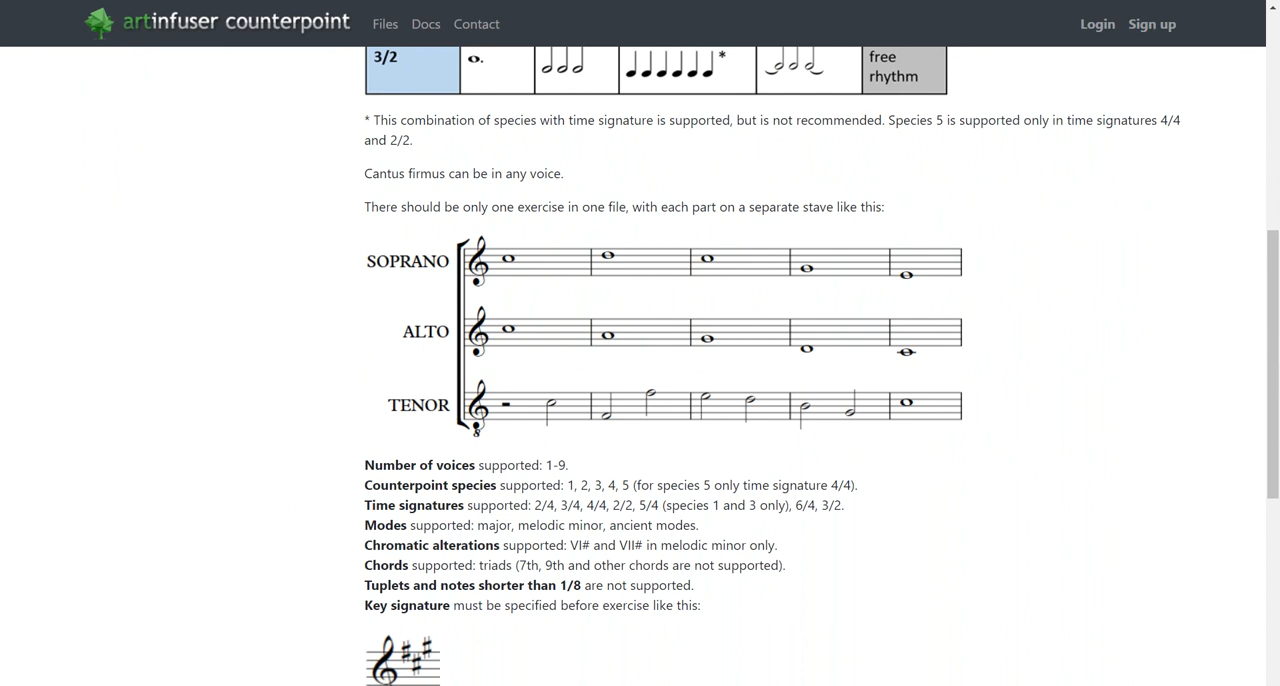 artinfuser counterpoint Files Docs Contact Login Sign up
3/2 * free
rhythm
* This combination of species with time signature is supported, but is not recommended. Species 5 is supported only in time signatures 4/4
and 2/2.
Cantus firmus can be in any voice.
There should be only one exercise in one file, with each part on a separate stave like this:
SOPRANO
ALTO
TENOR
8
Number of voices supported: 1-9.
Counterpoint species supported: 1, 2, 3, 4, 5 (for species 5 only time signature 4/4).
Time signatures supported: 2/4, 3/4, 4/4, 2/2, 5/4 (species 1 and 3 only), 6/4, 3/2.
Modes supported: major, melodic minor, ancient modes.
Chromatic alterations supported: VI# and VII# in melodic minor only.
Chords supported: triads (7th, 9th and other chords are not supported).
Tuplets and notes shorter than 1/8 are not supported.
Key signature must be specified before exercise like this: